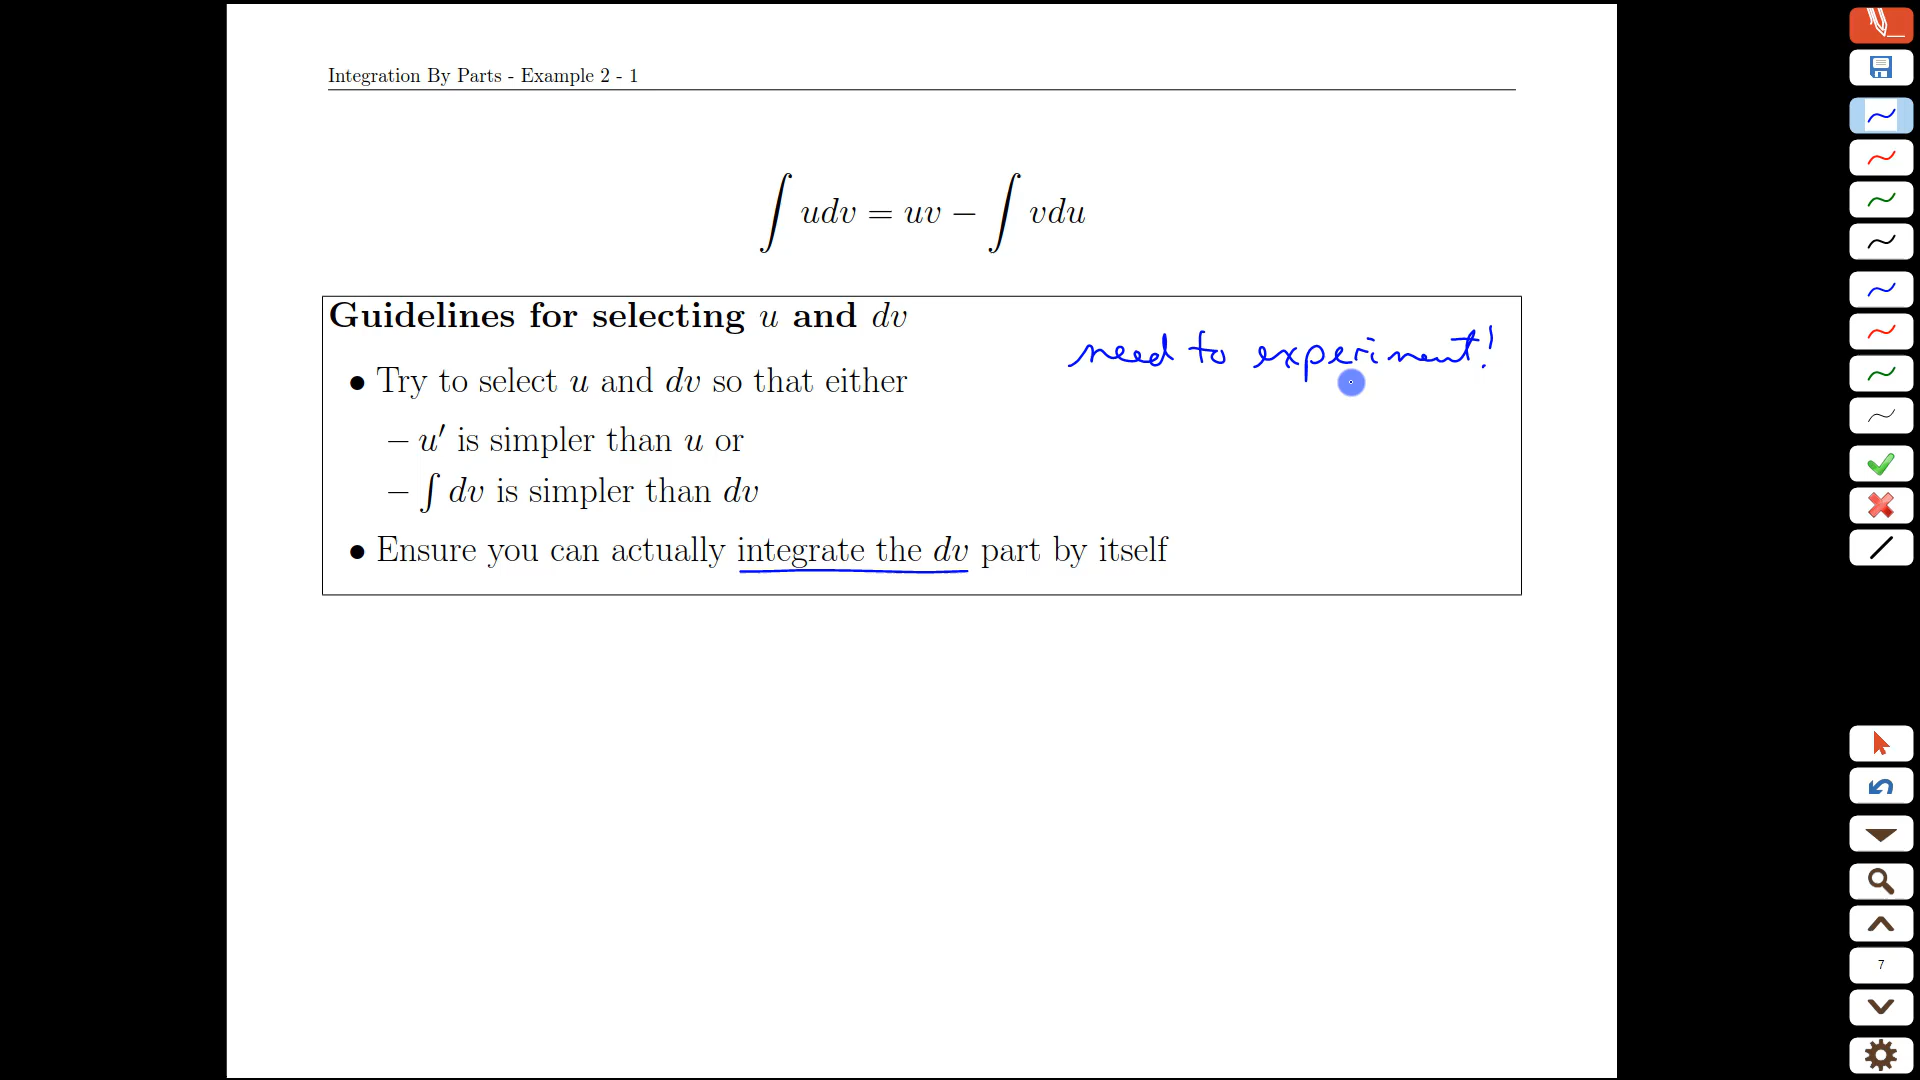 Integration By Parts - Example 2 - 1
∫ udv = uv − ∫ vdu
Guidelines for selecting u and dv
need to experiment!
• Try to select u and dv so that either
– u′ is simpler than u or
– ∫ dv is simpler than dv
• Ensure you can actually integrate the dv part by itself
7